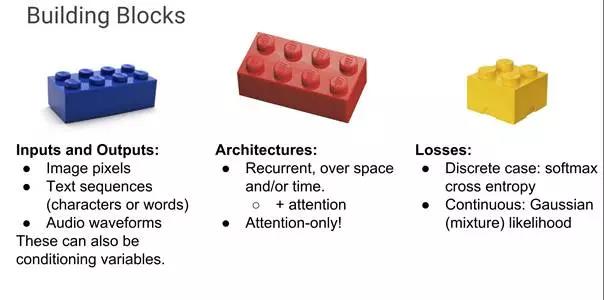 Building Blocks
Inputs and Outputs:
● Image pixels
● Text sequences
(characters or words)
● Audio waveforms
These can also be
conditioning variables.
Architectures:
● Recurrent, over space
and/or time.
○ + attention
● Attention-only!
Losses:
● Discrete case: softmax
cross entropy
● Continuous: Gaussian
(mixture) likelihood